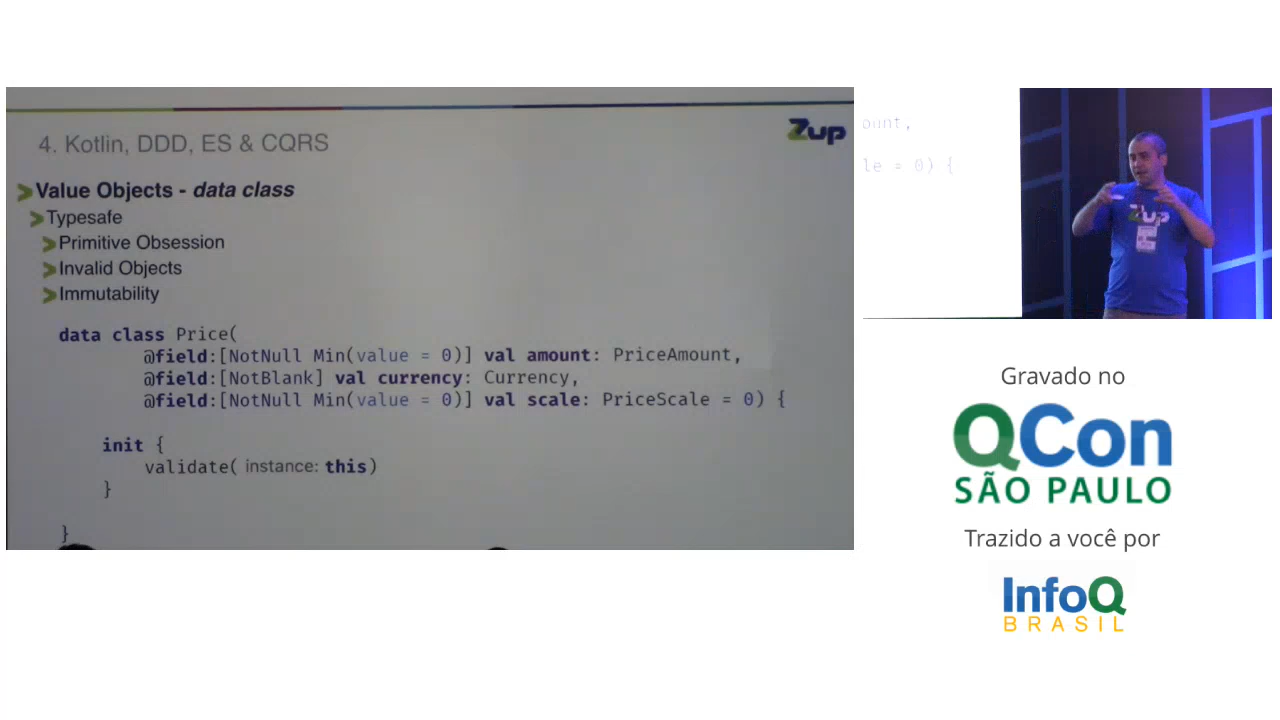 4. Kotlin, DDD, ES & CQRS
Zup
Value Objects - data class
Typesafe
Primitive Obsession
Invalid Objects
Immutability
data class Price(
@field:[NotNull Min(value = 0)] val amount: PriceAmount,
@field:[NotBlank] val currency: Currency,
@field:[NotNull Min(value = 0)] val scale: PriceScale = 0) {
init {
validate( instance: this)
}
}
ount,
le = 0) {
Zup
Gravado no
QCon
SÃO PAULO
Trazido a você por
InfoQ
BRASIL